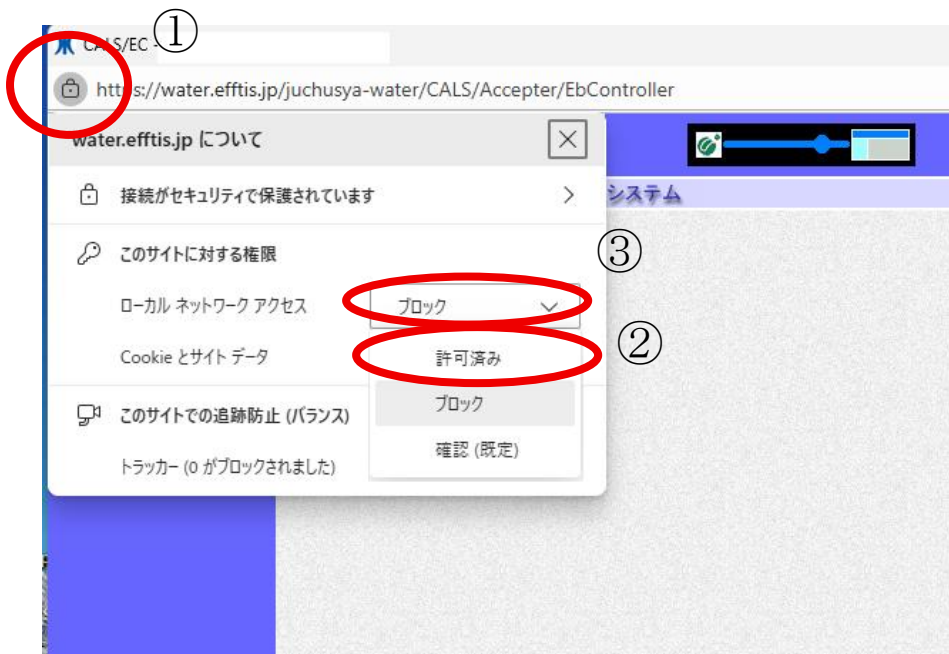 ①
CALS/EC -
https://water.efftis.jp/juchusya-water/CALS/Accepter/EbController
water.efftis.jp について
システム
接続がセキュリティで保護されています
このサイトに対する権限
③
ローカル ネットワーク アクセス ブロック
②
Cookie とサイト データ 許可済み
ブロック
このサイトでの追跡防止 (バランス)
確認 (既定)
トラッカー (0 がブロックされました)